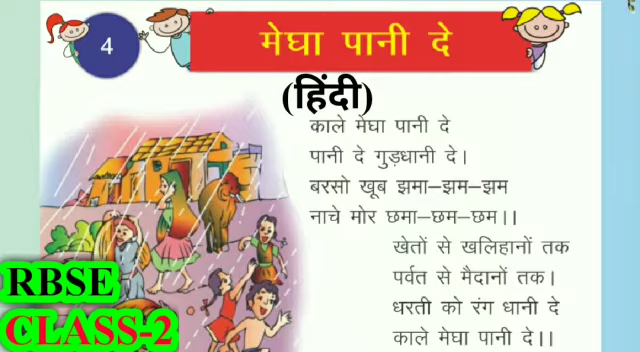 4
मेघा पानी दे
(हिंदी)
काले मेघा पानी दे
पानी दे गुड़धानी दे।
बरसो खूब झमा–झम–झम
नाचे मोर छमा–छम–छम।।
खेतों से खलिहानों तक
पर्वत से मैदानों तक।
धरती को रंग धानी दे
काले मेघा पानी दे।।
RBSE
CLASS-2